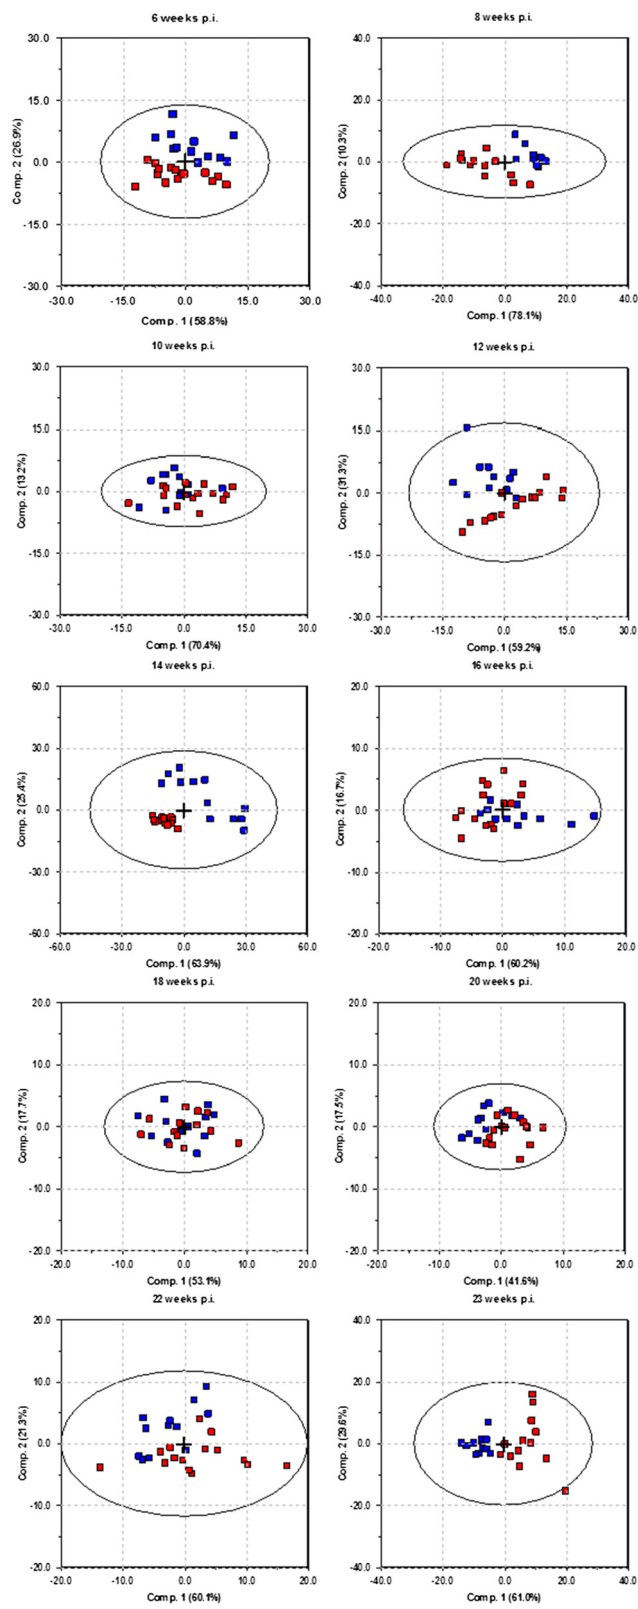 6 weeks p.i.
30.0
15.0
0.0
-15.0
-30.0
Comp. 2 (26.9%)
-30.0 -15.0 0.0 15.0 30.0
Comp. 1 (58.8%)
8 weeks p.i.
40.0
20.0
0.0
-20.0
-40.0
Comp. 2 (10.3%)
-40.0 -20.0 0.0 20.0 40.0
Comp. 1 (78.1%)
10 weeks p.i.
30.0
15.0
0.0
-15.0
-30.0
Comp. 2 (13.2%)
-30.0 -15.0 0.0 15.0 30.0
Comp. 1 (70.4%)
12 weeks p.i.
30.0
15.0
0.0
-15.0
-30.0
Comp. 2 (31.3%)
-30.0 -15.0 0.0 15.0 30.0
Comp. 1 (59.2%)
14 weeks p.i.
60.0
30.0
0.0
-30.0
-60.0
Comp. 2 (25.4%)
-60.0 -30.0 0.0 30.0 60.0
Comp. 1 (63.9%)
16 weeks p.i.
20.0
10.0
0.0
-10.0
-20.0
Comp. 2 (16.7%)
-20.0 -10.0 0.0 10.0 20.0
Comp. 1 (60.2%)
18 weeks p.i.
20.0
10.0
0.0
-10.0
-20.0
Comp. 2 (17.7%)
-20.0 -10.0 0.0 10.0 20.0
Comp. 1 (53.1%)
20 weeks p.i.
20.0
10.0
0.0
-10.0
-20.0
Comp. 2 (17.5%)
-20.0 -10.0 0.0 10.0 20.0
Comp. 1 (41.6%)
22 weeks p.i.
20.0
10.0
0.0
-10.0
-20.0
Comp. 2 (21.3%)
-20.0 -10.0 0.0 10.0 20.0
Comp. 1 (60.1%)
23 weeks p.i.
40.0
20.0
0.0
-20.0
-40.0
Comp. 2 (29.6%)
-40.0 -20.0 0.0 20.0 40.0
Comp. 1 (61.0%)